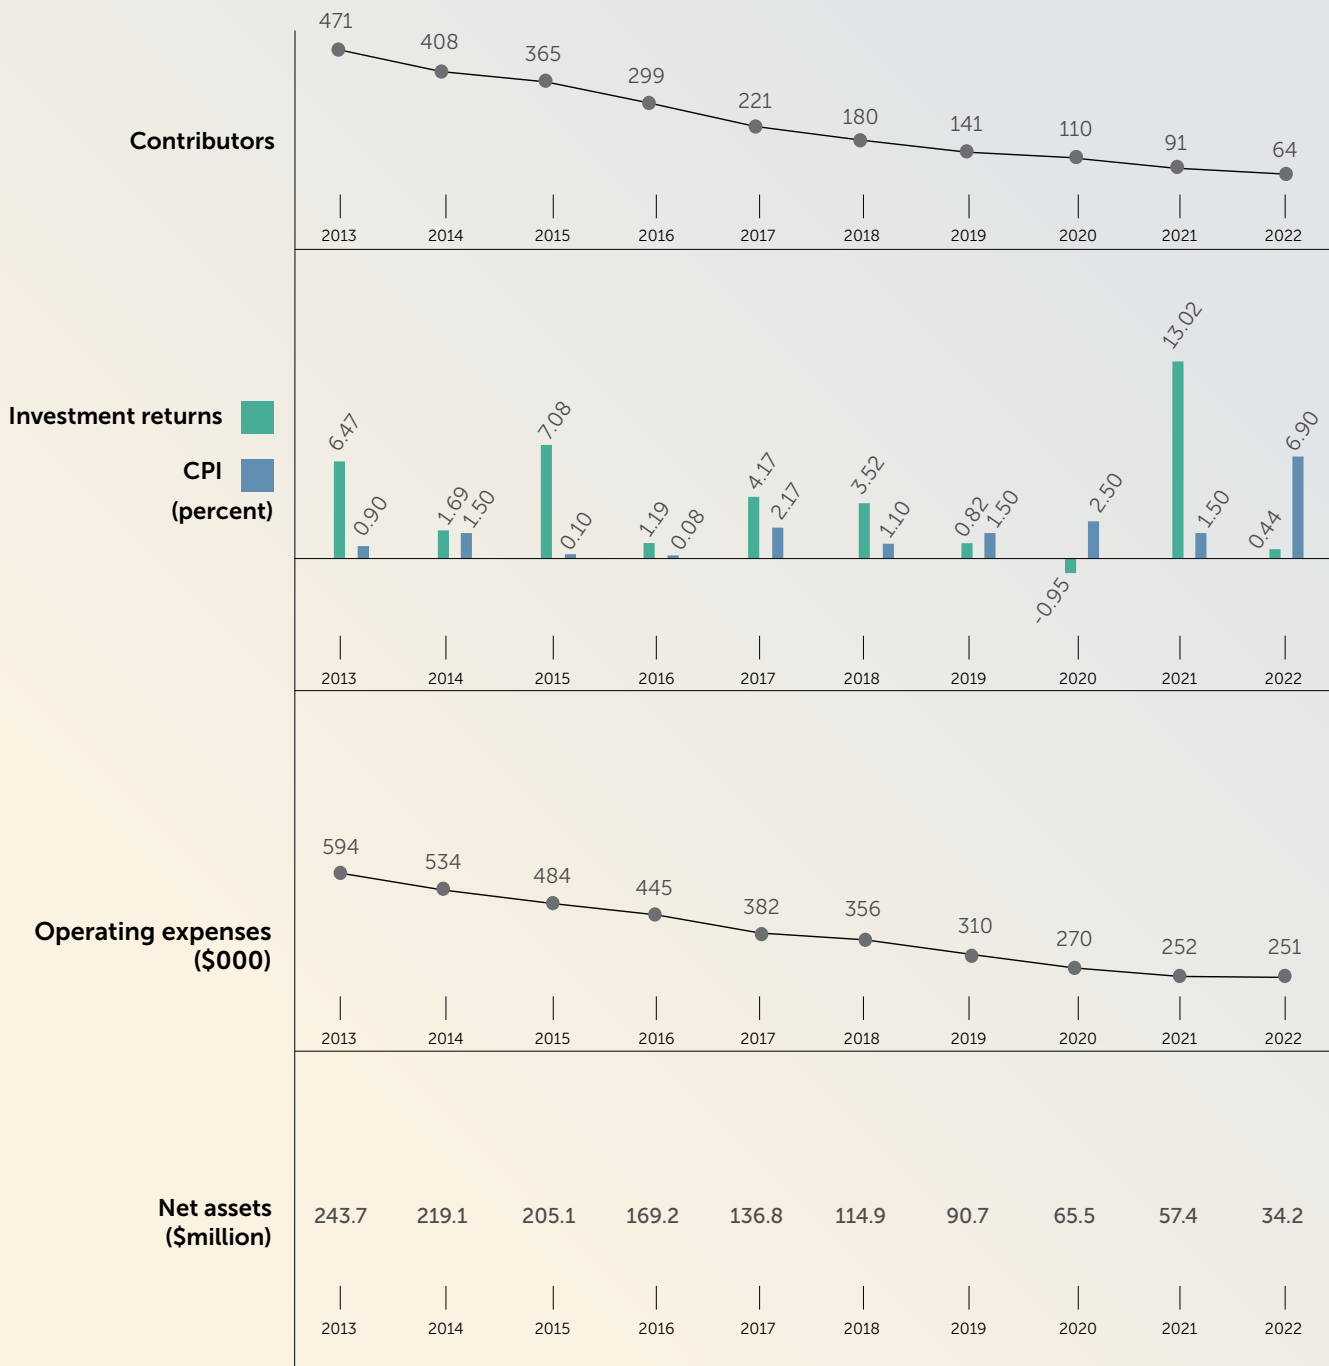 471 408 365 299 221 180 141 110 91 64
Contributors
2013 2014 2015 2016 2017 2018 2019 2020 2021 2022
Investment returns
CPI
(percent)
6.47 0.90 1.69 1.50 7.08 0.10 1.19 0.08 4.17 2.17 3.52 1.10 0.82 1.50 -0.95 2.50 13.02 1.50 0.44 6.90
2013 2014 2015 2016 2017 2018 2019 2020 2021 2022
594 534 484 445 382 356 310 270 252 251
Operating expenses
($000)
2013 2014 2015 2016 2017 2018 2019 2020 2021 2022
Net assets
($million)
243.7 219.1 205.1 169.2 136.8 114.9 90.7 65.5 57.4 34.2
2013 2014 2015 2016 2017 2018 2019 2020 2021 2022